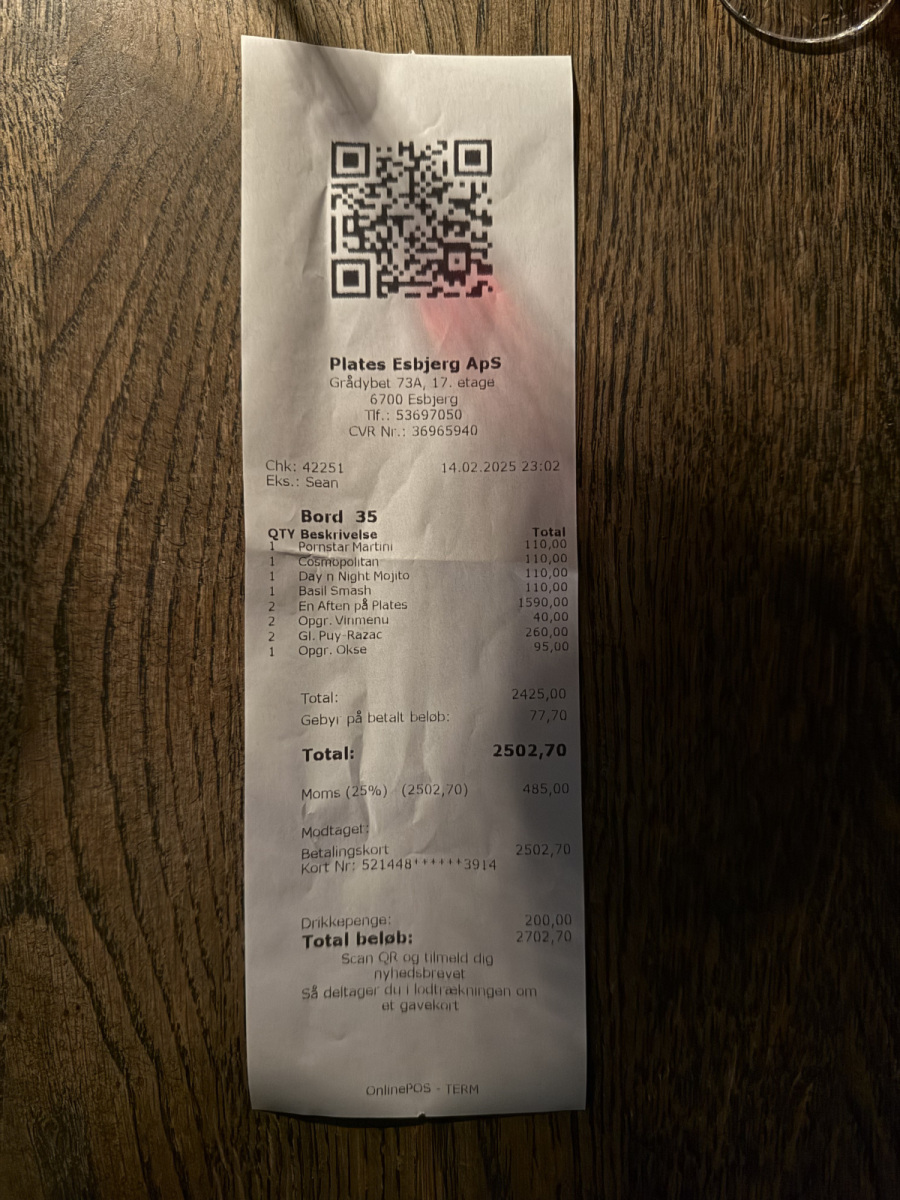 Plates Esbjerg ApS
Grådybet 73A, 17. etage
6700 Esbjerg
Tlf.: 53697050
CVR Nr.: 36965940
Chk: 42251 14.02.2025 23:02
Eks.: Sean
Bord 35
QTY Beskrivelse Total
1 Pornstar Martini 110,00
1 Cosmopolitan 110,00
1 Day n Night Mojito 110,00
1 Basil Smash 110,00
2 En Aften på Plates 1590,00
2 Opgr. Vinmenu 40,00
2 Gl. Puy-Razac 260,00
1 Opgr. Okse 95,00
Total: 2425,00
Gebyr på betalt beløb: 77,70
Total: 2502,70
Moms (25%) (2502,70) 485,00
Modtaget:
Betalingskort 2502,70
Kort Nr: 521448******3914
Drikkepenge: 200,00
Total beløb: 2702,70
Scan QR og tilmeld dig
nyhedsbrevet
Så deltager du i lodtrækningen om
et gavekort
OnlinePOS - TERM